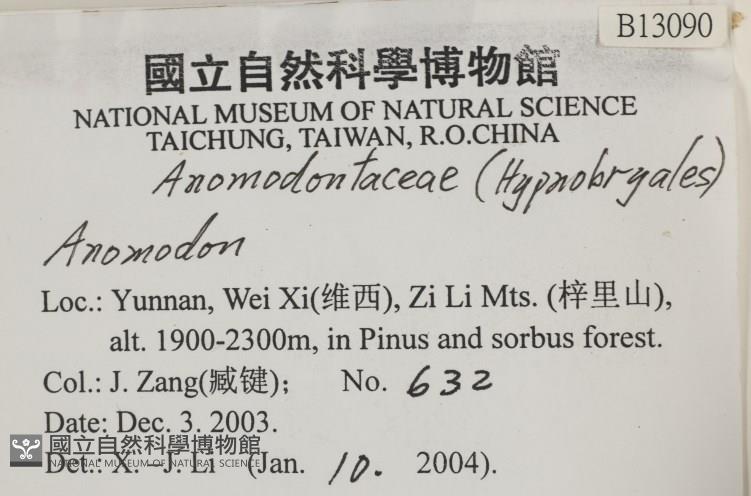 B13090
國立自然科學博物館
NATIONAL MUSEUM OF NATURAL SCIENCE
TAICHUNG, TAIWAN, R.O.CHINA
Anomodontaceae (Hypnobryales)
Anomodon
Loc.: Yunnan, Wei Xi(维西), Zi Li Mts. (梓里山),
alt. 1900-2300m, in Pinus and sorbus forest.
Col.: J. Zang(臧键); No. 632
Date: Dec. 3. 2003.
國立自然科學博物館
NATIONAL MUSEUM OF NATURAL SCIENCE
Det.: X. -J. Li (Jan. 10. 2004).